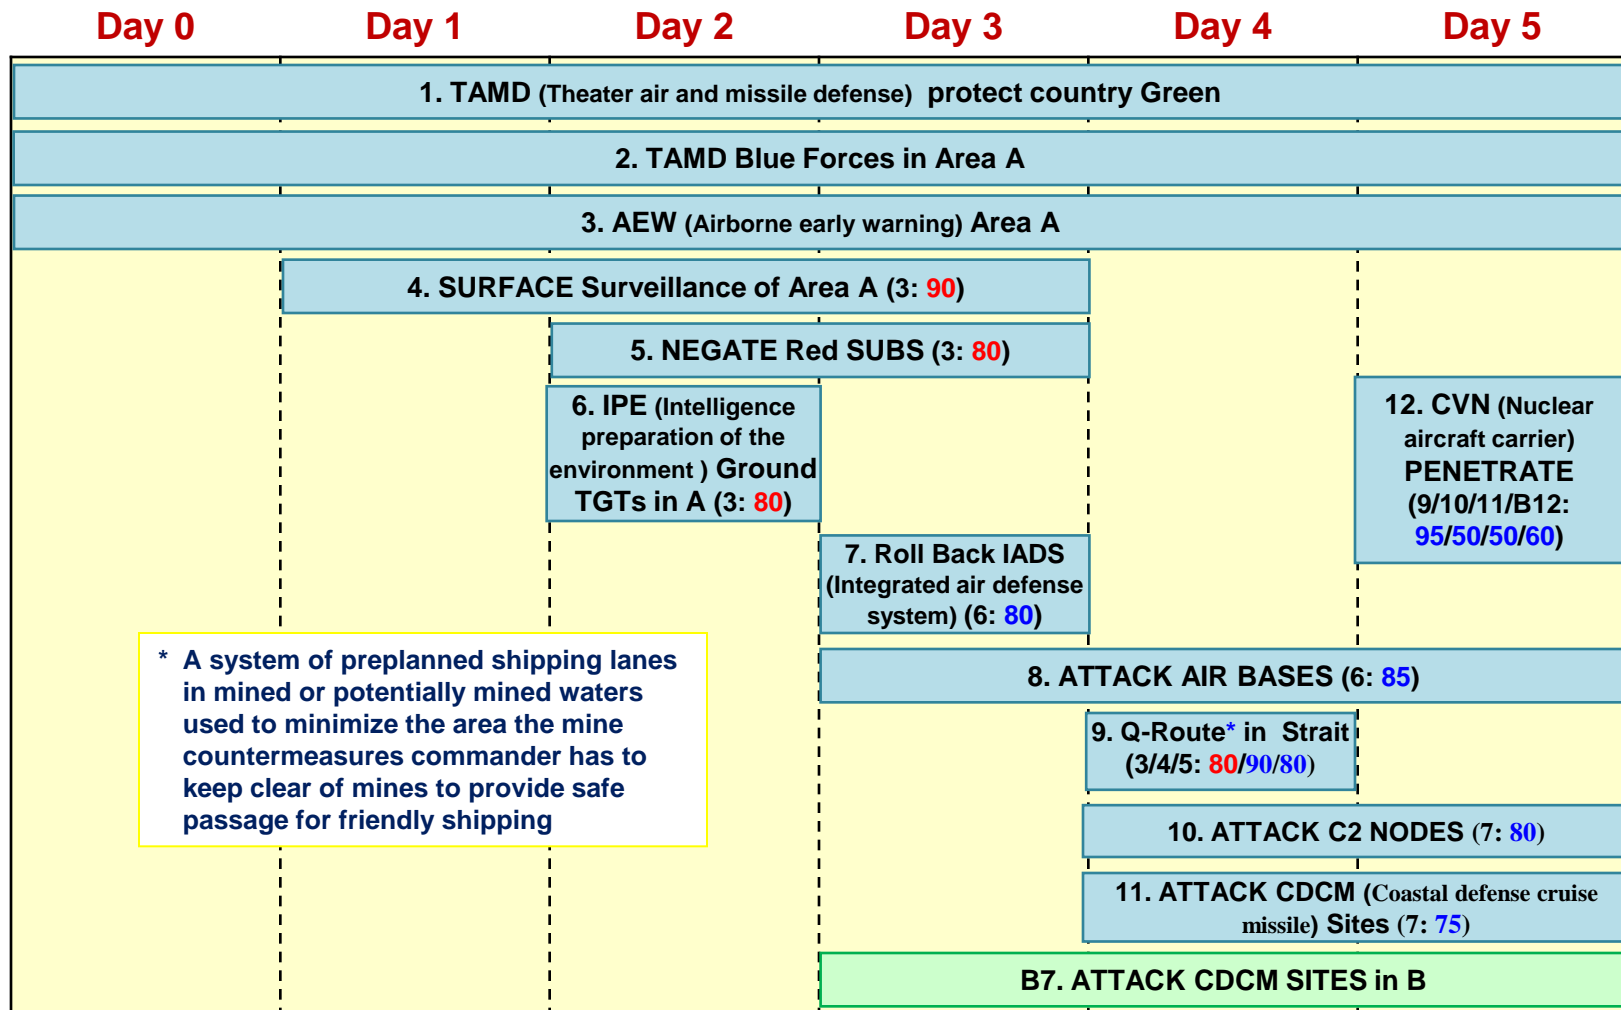 Day 0 Day 1 Day 2 Day 3 Day 4 Day 5
1. TAMD (Theater air and missile defense) protect country Green
2. TAMD Blue Forces in Area A
3. AEW (Airborne early warning) Area A
4. SURFACE Surveillance of Area A (3: 90)
5. NEGATE Red SUBS (3: 80)
6. IPE (Intelligence
preparation of the
environment ) Ground
TGTs in A (3: 80)
12. CVN (Nuclear
aircraft carrier)
PENETRATE
(9/10/11/B12:
95/50/50/60)
7. Roll Back IADS
(Integrated air defense
system) (6: 80)
* A system of preplanned shipping lanes
in mined or potentially mined waters
used to minimize the area the mine
countermeasures commander has to
keep clear of mines to provide safe
passage for friendly shipping
8. ATTACK AIR BASES (6: 85)
9. Q-Route* in Strait
(3/4/5: 80/90/80)
10. ATTACK C2 NODES (7: 80)
11. ATTACK CDCM (Coastal defense cruise
missile) Sites (7: 75)
B7. ATTACK CDCM SITES in B